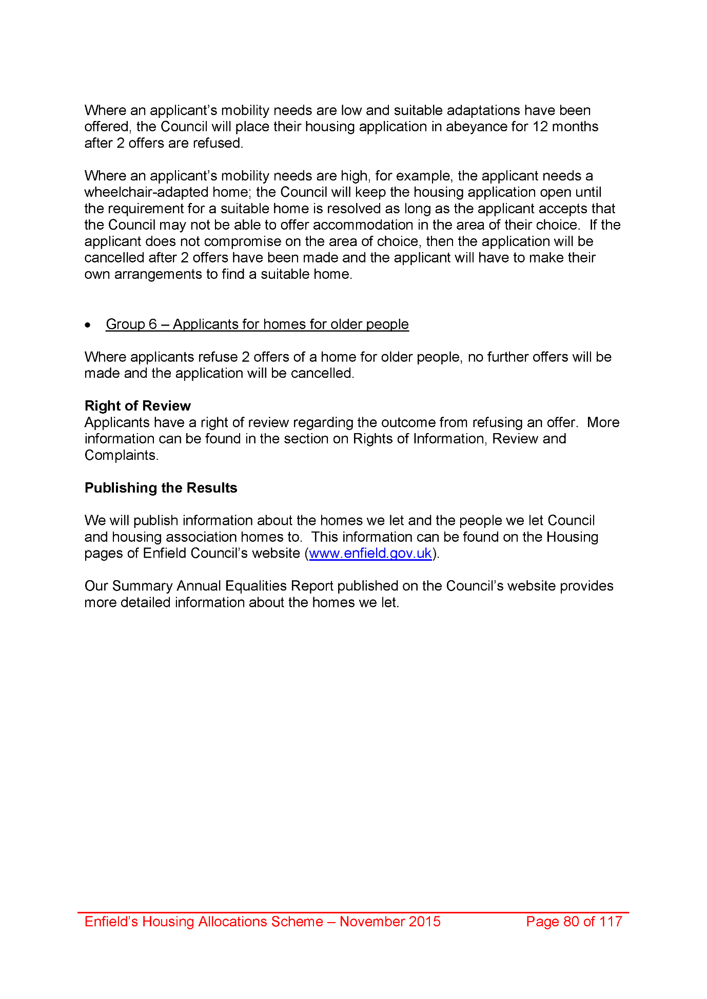 Where an applicant’s mobility needs are low and suitable adaptations have been
offered, the Council will place their housing application in abeyance for 12 months
after 2 offers are refused.
Where an applicant’s mobility needs are high, for example, the applicant needs a
wheelchair-adapted home; the Council will keep the housing application open until
the requirement for a suitable home is resolved as long as the applicant accepts that
the Council may not be able to offer accommodation in the area of their choice.  If the
applicant does not compromise on the area of choice, then the application will be
cancelled after 2 offers have been made and the applicant will have to make their
own arrangements to find a suitable home.
• Group 6 – Applicants for homes for older people
Where applicants refuse 2 offers of a home for older people, no further offers will be
made and the application will be cancelled.
Right of Review
Applicants have a right of review regarding the outcome from refusing an offer.  More
information can be found in the section on Rights of Information, Review and
Complaints.
Publishing the Results
We will publish information about the homes we let and the people we let Council
and housing association homes to.  This information can be found on the Housing
pages of Enfield Council’s website (www.enfield.gov.uk).
Our Summary Annual Equalities Report published on the Council’s website provides
more detailed information about the homes we let.
Enfield’s Housing Allocations Scheme – November 2015 Page 80 of 117